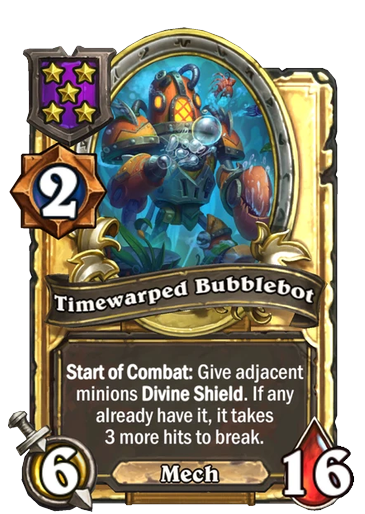 2
Timewarped Bubblebot
Start of Combat: Give adjacent
minions Divine Shield. If any
already have it, it takes
3 more hits to break.
6
Mech
16